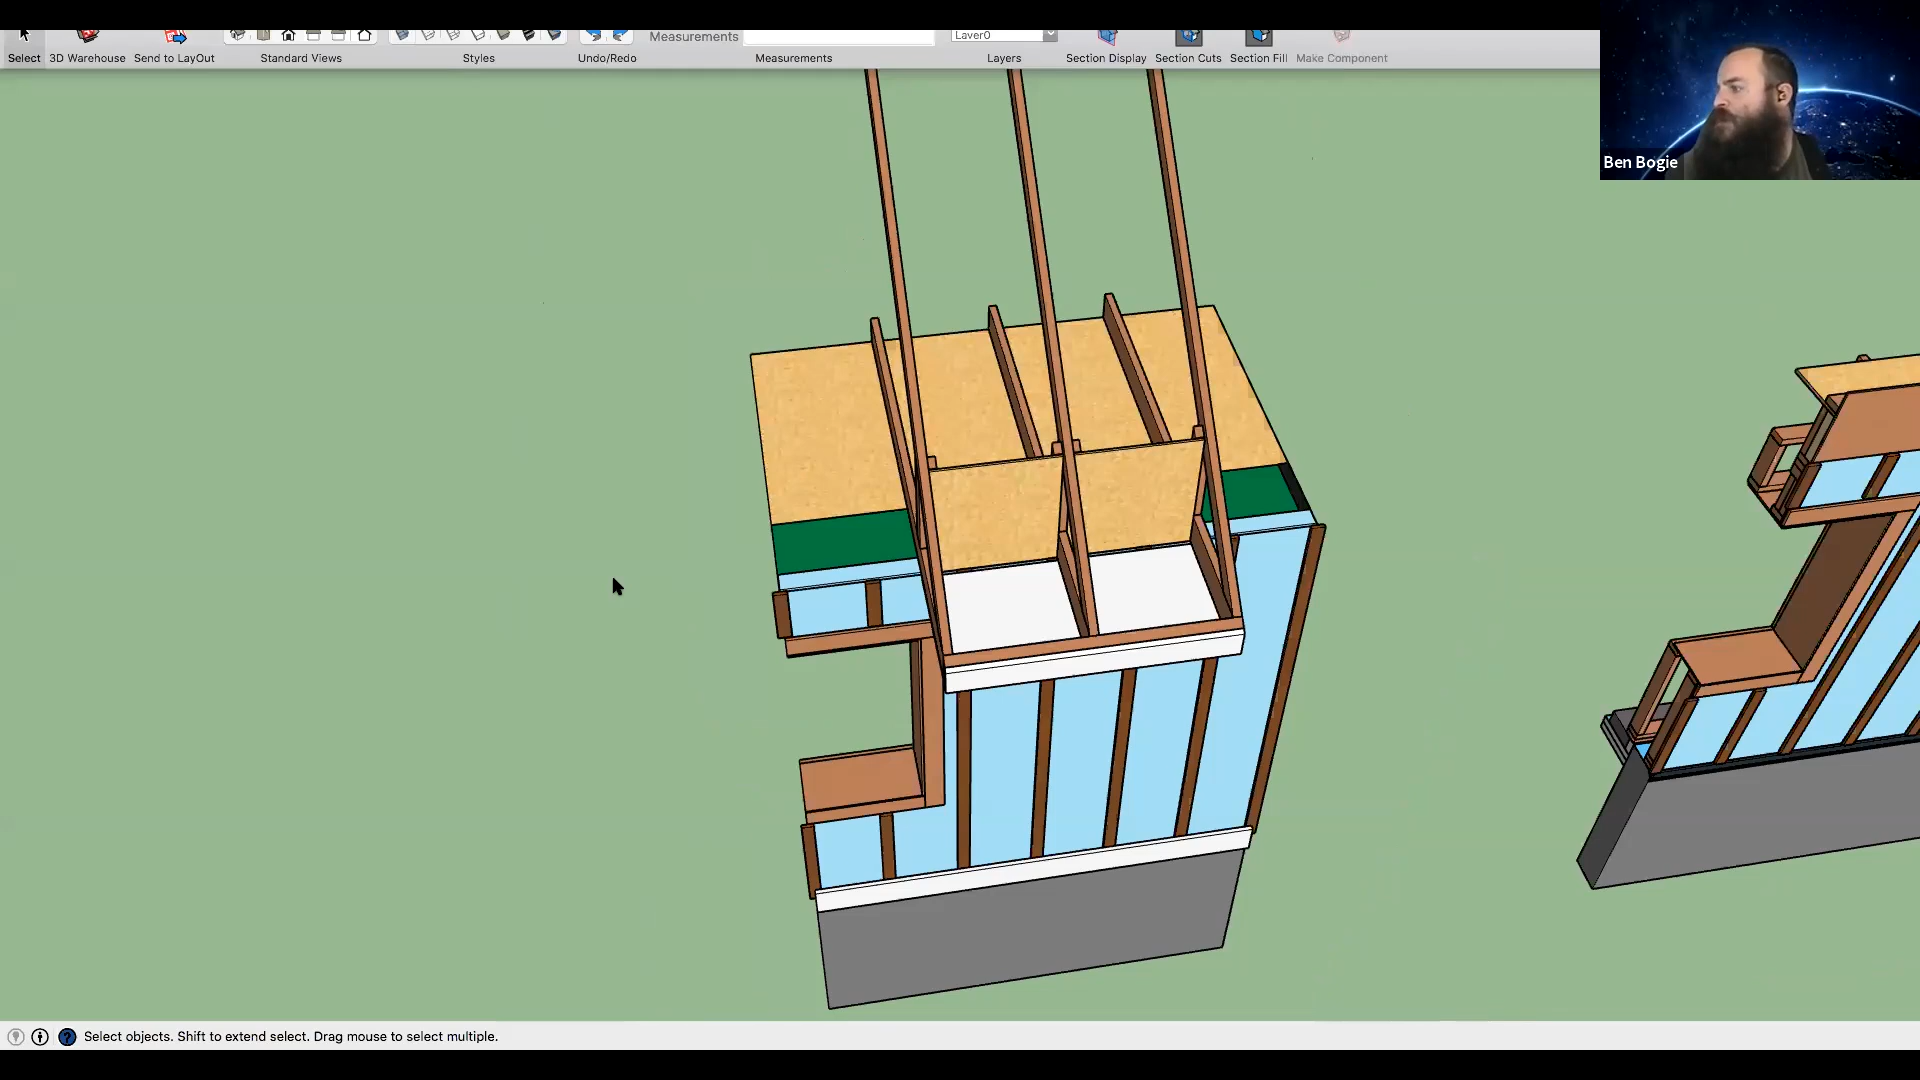 Measurements
Layer0
Select 3D Warehouse Send to LayOut Standard Views Styles Undo/Redo Measurements Layers Section Display Section Cuts Section Fill Make Component
Ben Bogie
Select objects. Shift to extend select. Drag mouse to select multiple.